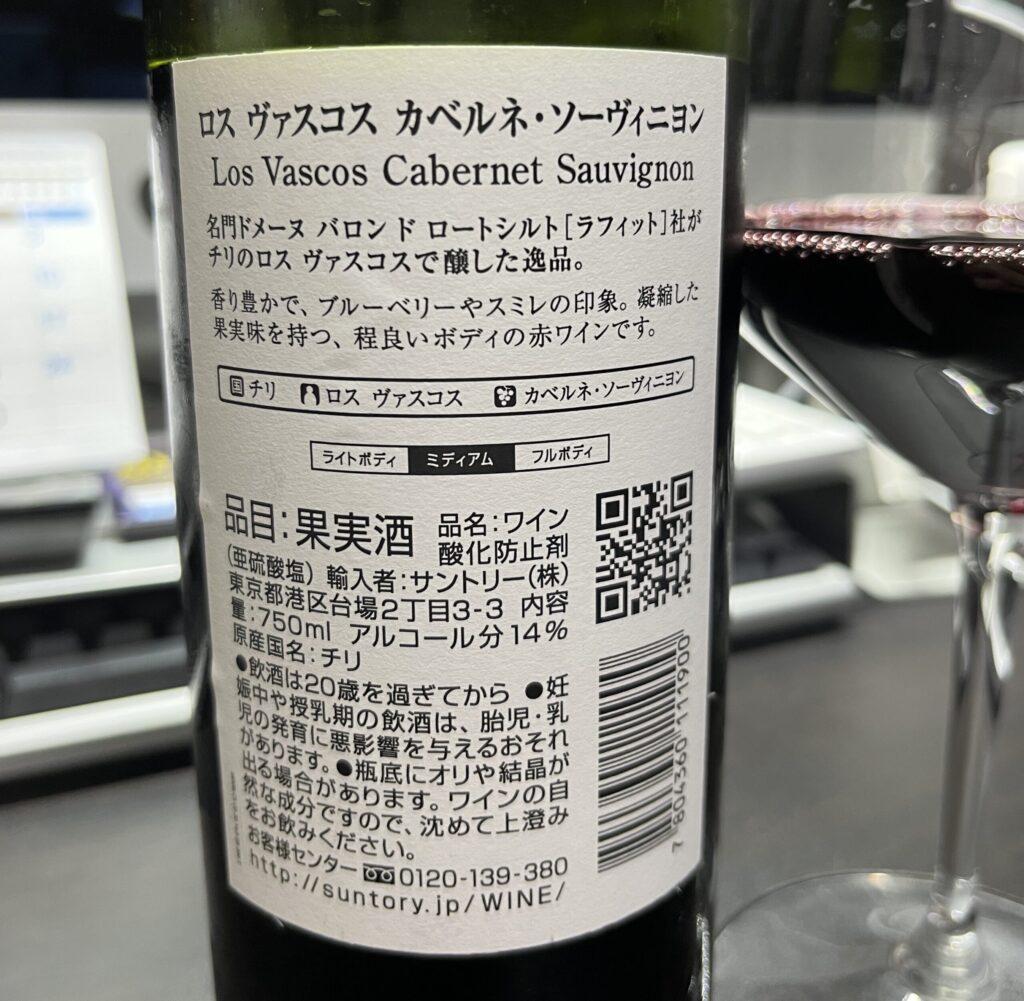 ロス ヴァスコス カベルネ・ソーヴィニヨン
Los Vascos Cabernet Sauvignon
名門ドメーヌ バロン ド ロートシルト[ラフィット]社が
チリのロス ヴァスコスで醸した逸品。
香り豊かで、ブルーベリーやスミレの印象。凝縮した
果実味を持つ、程良いボディの赤ワインです。
国 チリ ロス ヴァスコス カベルネ・ソーヴィニヨン
ライトボディ ミディアム フルボディ
品目:果実酒 品名:ワイン
酸化防止剤
(亜硫酸塩) 輸入者:サントリー(株)
東京都港区台場2丁目3-3 内容
量:750ml アルコール分14%
原産国名:チリ
●飲酒は20歳を過ぎてから ●妊
娠中や授乳期の飲酒は、胎児・乳
児の発育に悪影響を与えるおそれ
があります。●瓶底にオリや結晶が
出る場合があります。ワインの自
然な成分ですので、沈めて上澄み
をお飲みください。
お客様センター 0120-139-380
http://suntory.jp/WINE/
7 804360 111900